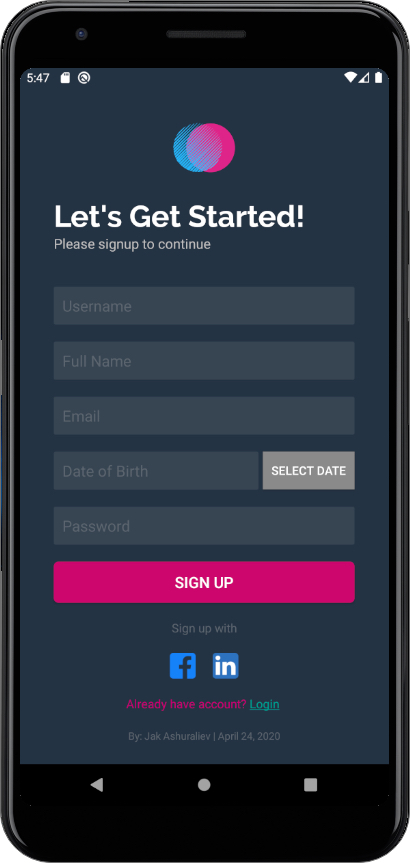 5:47
Let's Get Started!
Please signup to continue
Username
Full Name
Email
Date of Birth
SELECT DATE
Password
SIGN UP
Sign up with
f
in
Already have account? Login
By: Jak Ashuraliev | April 24, 2020